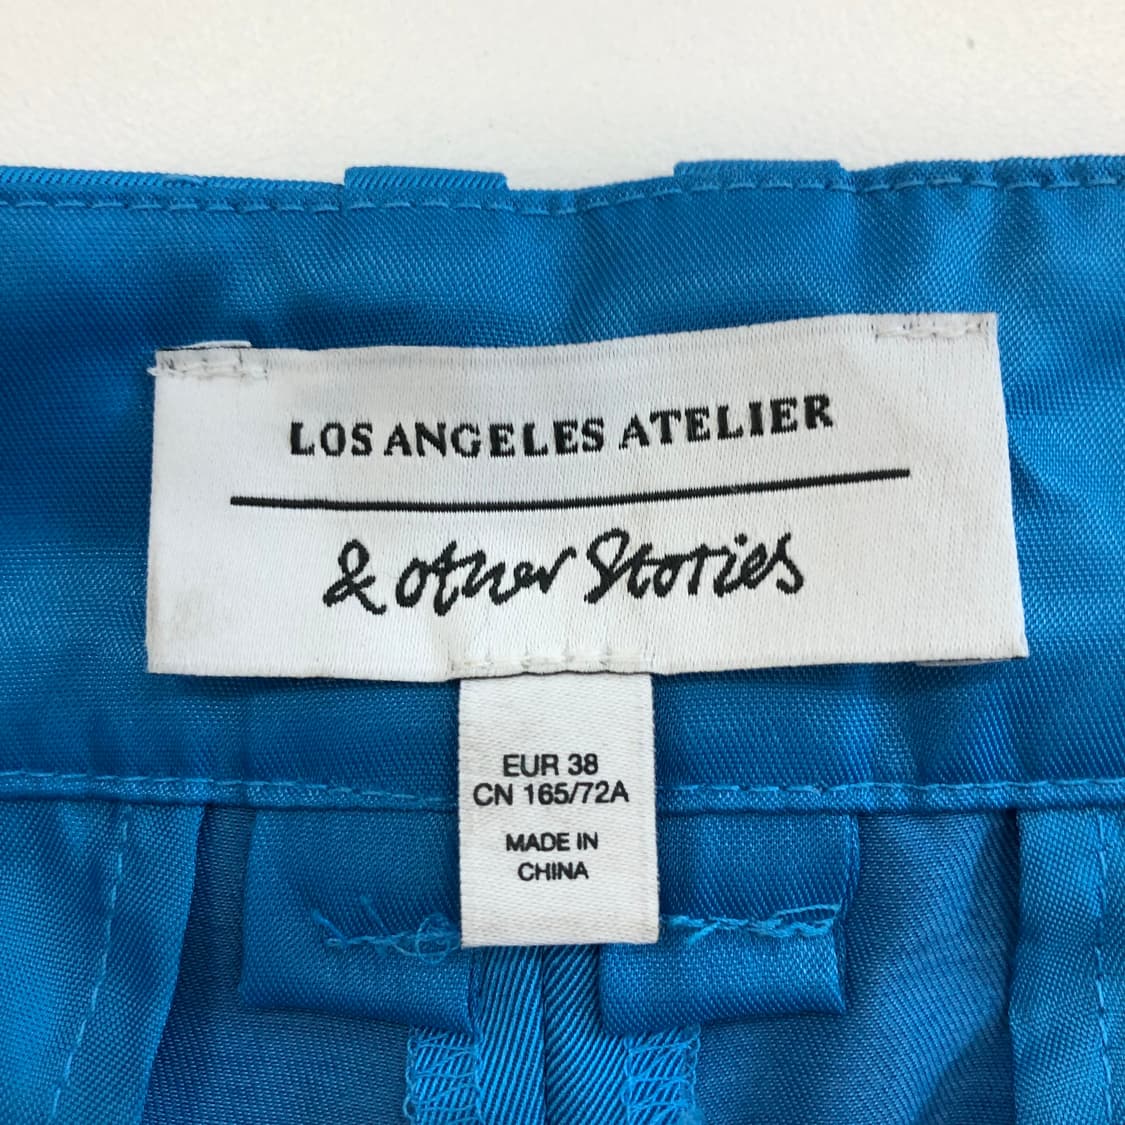 LOS ANGELES ATELIER
& other Stories
EUR 38
CN 165/72A
MADE IN
CHINA